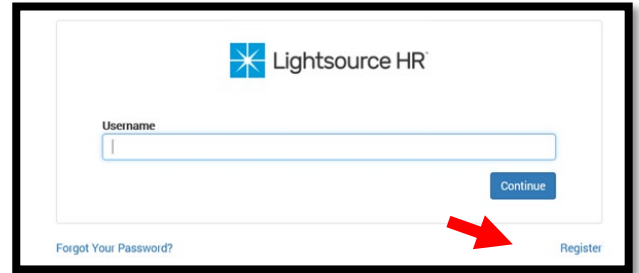 Lightsource HR
Username
Continue
Forgot Your Password?
Register